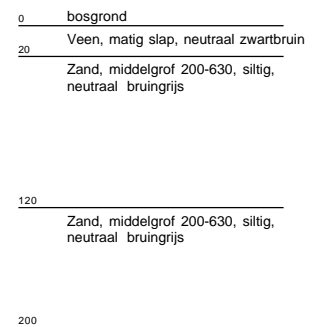 0 bosgrond
Veen, matig slap, neutraal zwartbruin
20
Zand, middelgrof 200-630, siltig,
neutraal bruingrijs
120
Zand, middelgrof 200-630, siltig,
neutraal bruingrijs
200